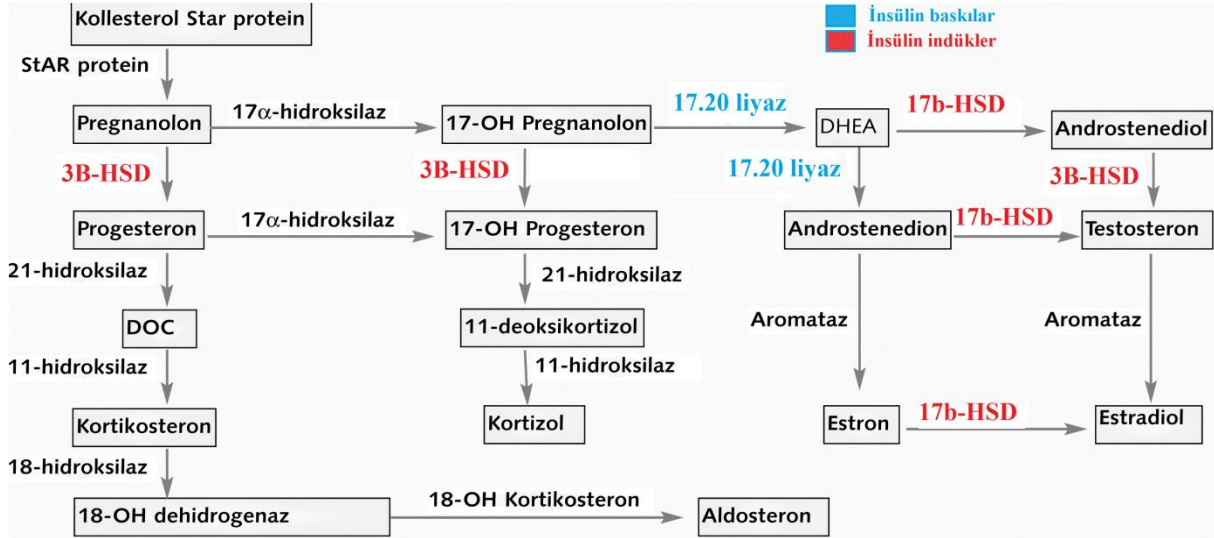 Kollesterol Star protein
İnsülin baskılar
İnsülin indükler
StAR protein
Pregnanolon
17α-hidroksilaz
17-OH Pregnanolon
17.20 liyaz
DHEA
17b-HSD
Androstenediol
3B-HSD
3B-HSD
17.20 liyaz
3B-HSD
Progesteron
17α-hidroksilaz
17-OH Progesteron
Androstenedion
17b-HSD
Testosteron
21-hidroksilaz
21-hidroksilaz
DOC
11-deoksikortizol
Aromataz
Aromataz
11-hidroksilaz
11-hidroksilaz
Kortikosteron
Kortizol
Estron
17b-HSD
Estradiol
18-hidroksilaz
18-OH dehidrogenaz
18-OH Kortikosteron
Aldosteron